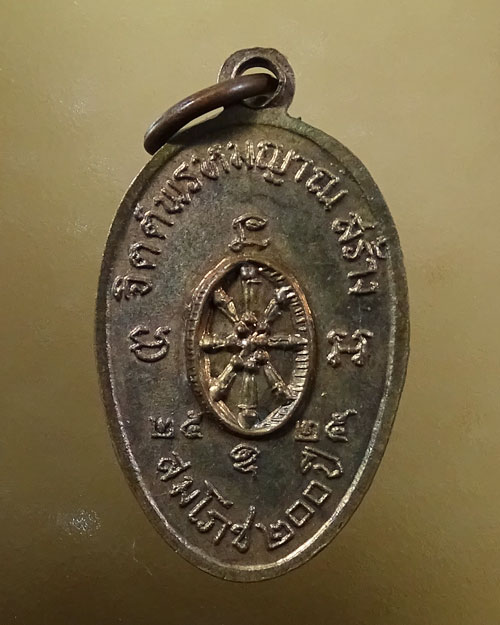 จิตต์พรหมญาณ สร้าง
๒๕ ๒๕
สมโภช ๒๐๐ ปี